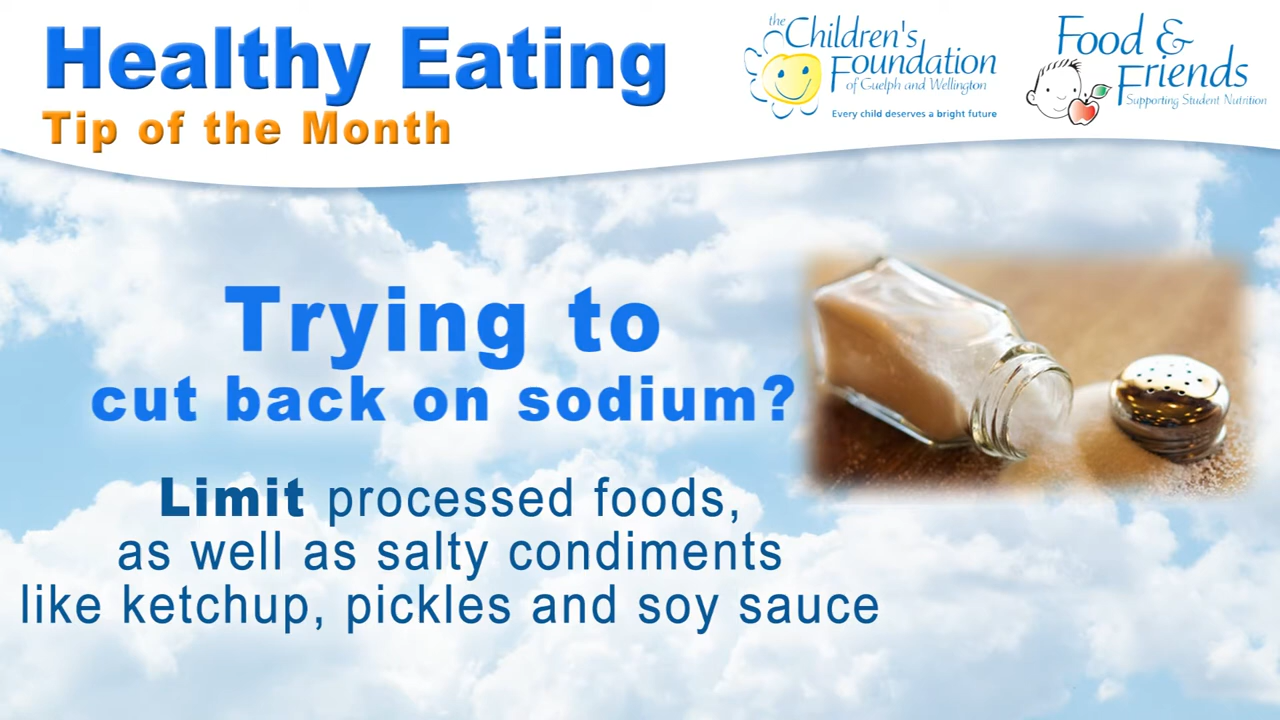 Healthy Eating
Tip of the Month
the Children's
Foundation
of Guelph and Wellington
Every child deserves a bright future
Food &
Friends
Supporting Student Nutrition
Trying to
cut back on sodium?
Limit processed foods,
as well as salty condiments
like ketchup, pickles and soy sauce